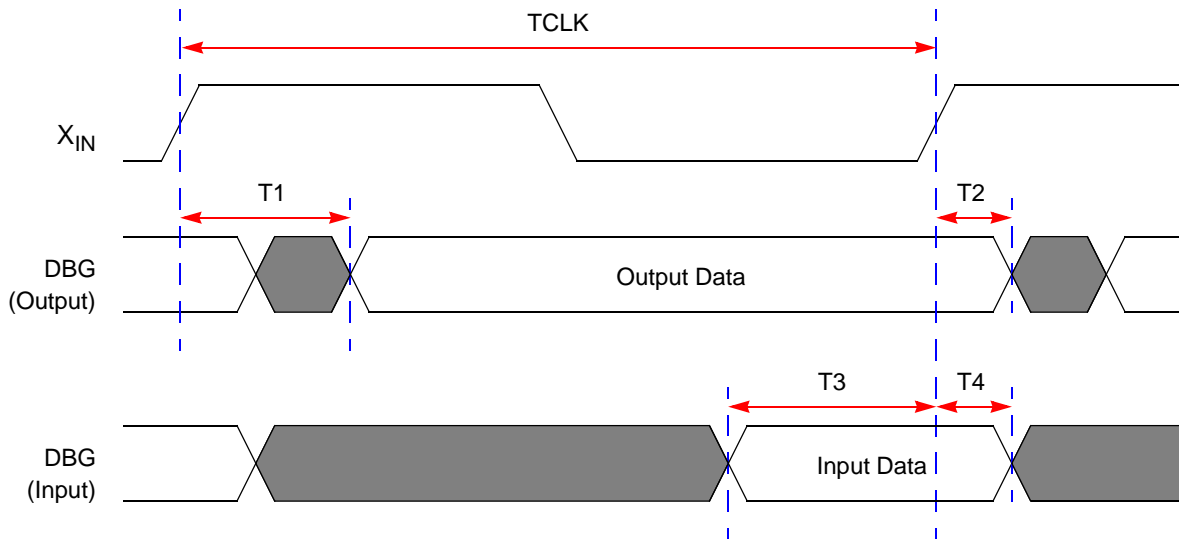 TCLK
XIN
T1
T2
DBG
(Output)
Output Data
T3
T4
DBG
(Input)
Input Data